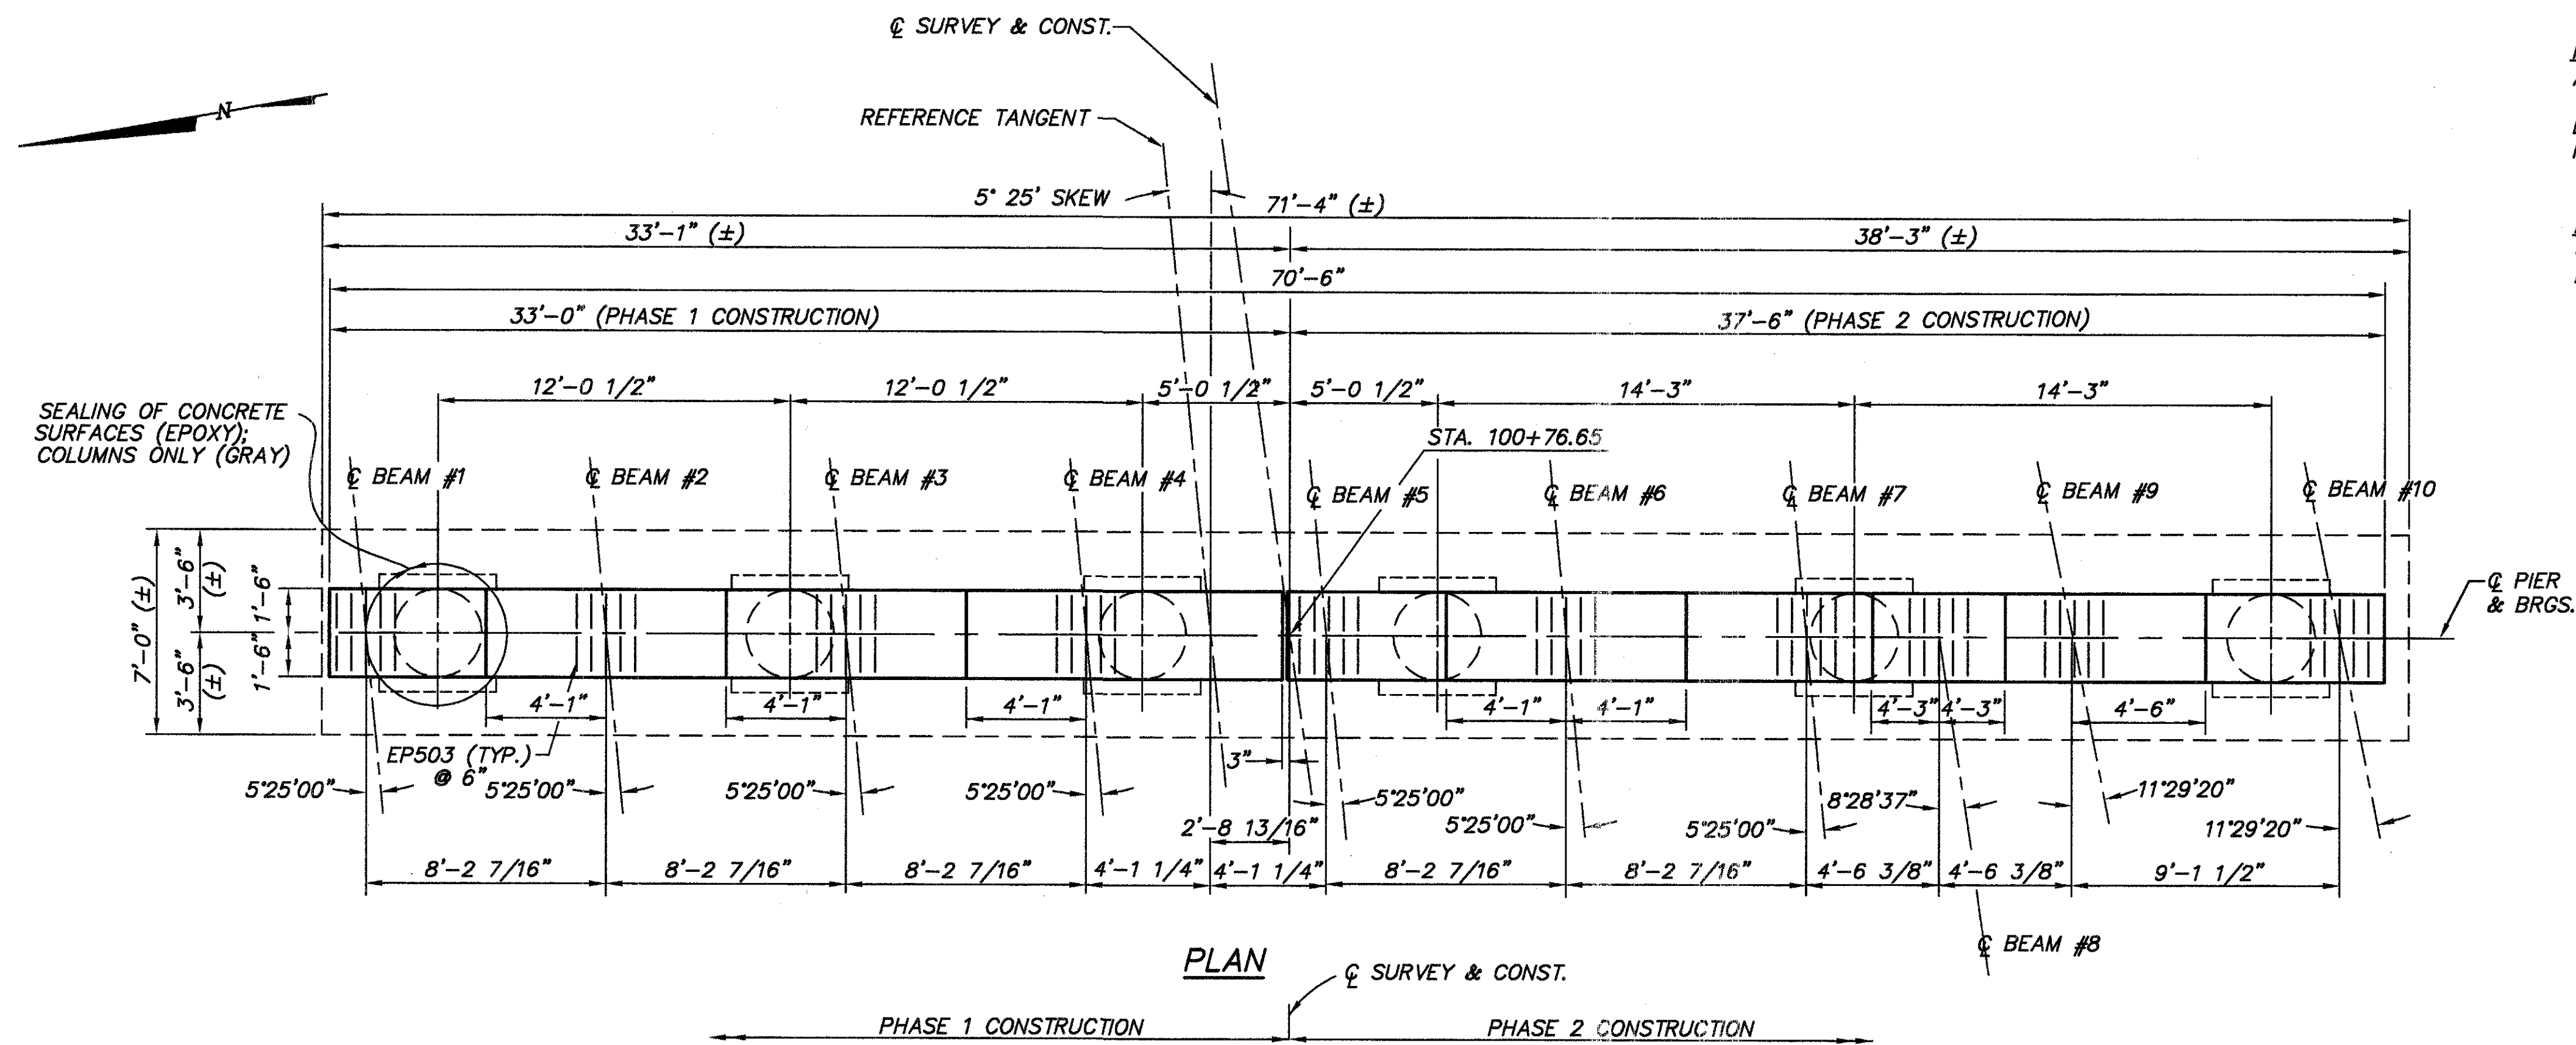 ℄ SURVEY & CONST.
REFERENCE TANGENT
N
5° 25' SKEW
71'-4" (±)
33'-1" (±)
38'-3" (±)
70'-6"
33'-0" (PHASE 1 CONSTRUCTION)
37'-6" (PHASE 2 CONSTRUCTION)
12'-0 1/2"
12'-0 1/2"
5'-0 1/2"
5'-0 1/2"
14'-3"
14'-3"
SEALING OF CONCRETE
SURFACES (EPOXY);
COLUMNS ONLY (GRAY)
STA. 100+76.65
℄ BEAM #1
℄ BEAM #2
℄ BEAM #3
℄ BEAM #4
℄ BEAM #5
℄ BEAM #6
℄ BEAM #7
℄ BEAM #9
℄ BEAM #10
7'-0" (±)
3'-6"
(±)
3'-6"
(±)
1'-6"
1'-6"
℄ PIER
& BRGS.
4'-1"
4'-1"
4'-1"
4'-1"
4'-1"
4'-3"
4'-3"
4'-6"
EP503 (TYP.)
@ 6"
3"
5°25'00"
5°25'00"
5°25'00"
5°25'00"
5°25'00"
5°25'00"
5°25'00"
8°28'37"
11°29'20"
11°29'20"
2'-8 13/16"
8'-2 7/16"
8'-2 7/16"
8'-2 7/16"
4'-1 1/4"
4'-1 1/4"
8'-2 7/16"
8'-2 7/16"
4'-6 3/8"
4'-6 3/8"
9'-1 1/2"
℄ BEAM #8
PLAN
℄ SURVEY & CONST.
PHASE 1 CONSTRUCTION
PHASE 2 CONSTRUCTION